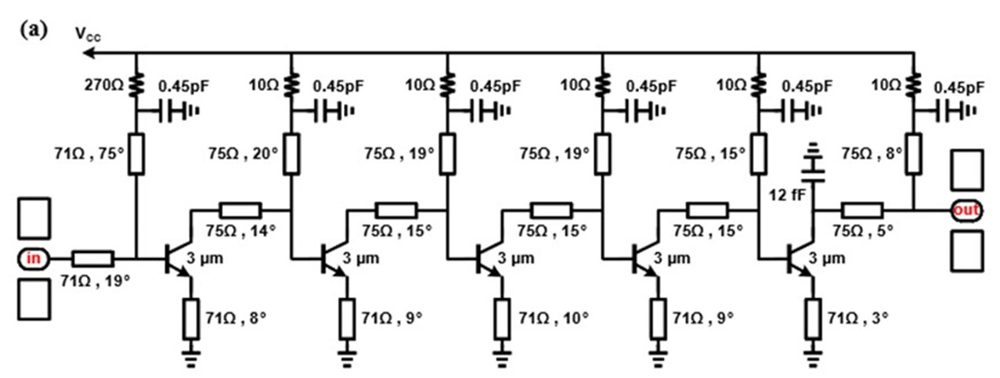 (a) Vcc
270Ω 0.45pF 10Ω 0.45pF 10Ω 0.45pF 10Ω 0.45pF 10Ω 0.45pF 10Ω 0.45pF
71Ω , 75° 75Ω , 20° 75Ω , 19° 75Ω , 19° 75Ω , 15° 75Ω , 8°
12 fF
out
75Ω , 14° 75Ω , 15° 75Ω , 15° 75Ω , 15° 75Ω , 5°
in 3 µm 3 µm 3 µm 3 µm 3 µm
71Ω , 19°
71Ω , 8° 71Ω , 9° 71Ω , 10° 71Ω , 9° 71Ω , 3°